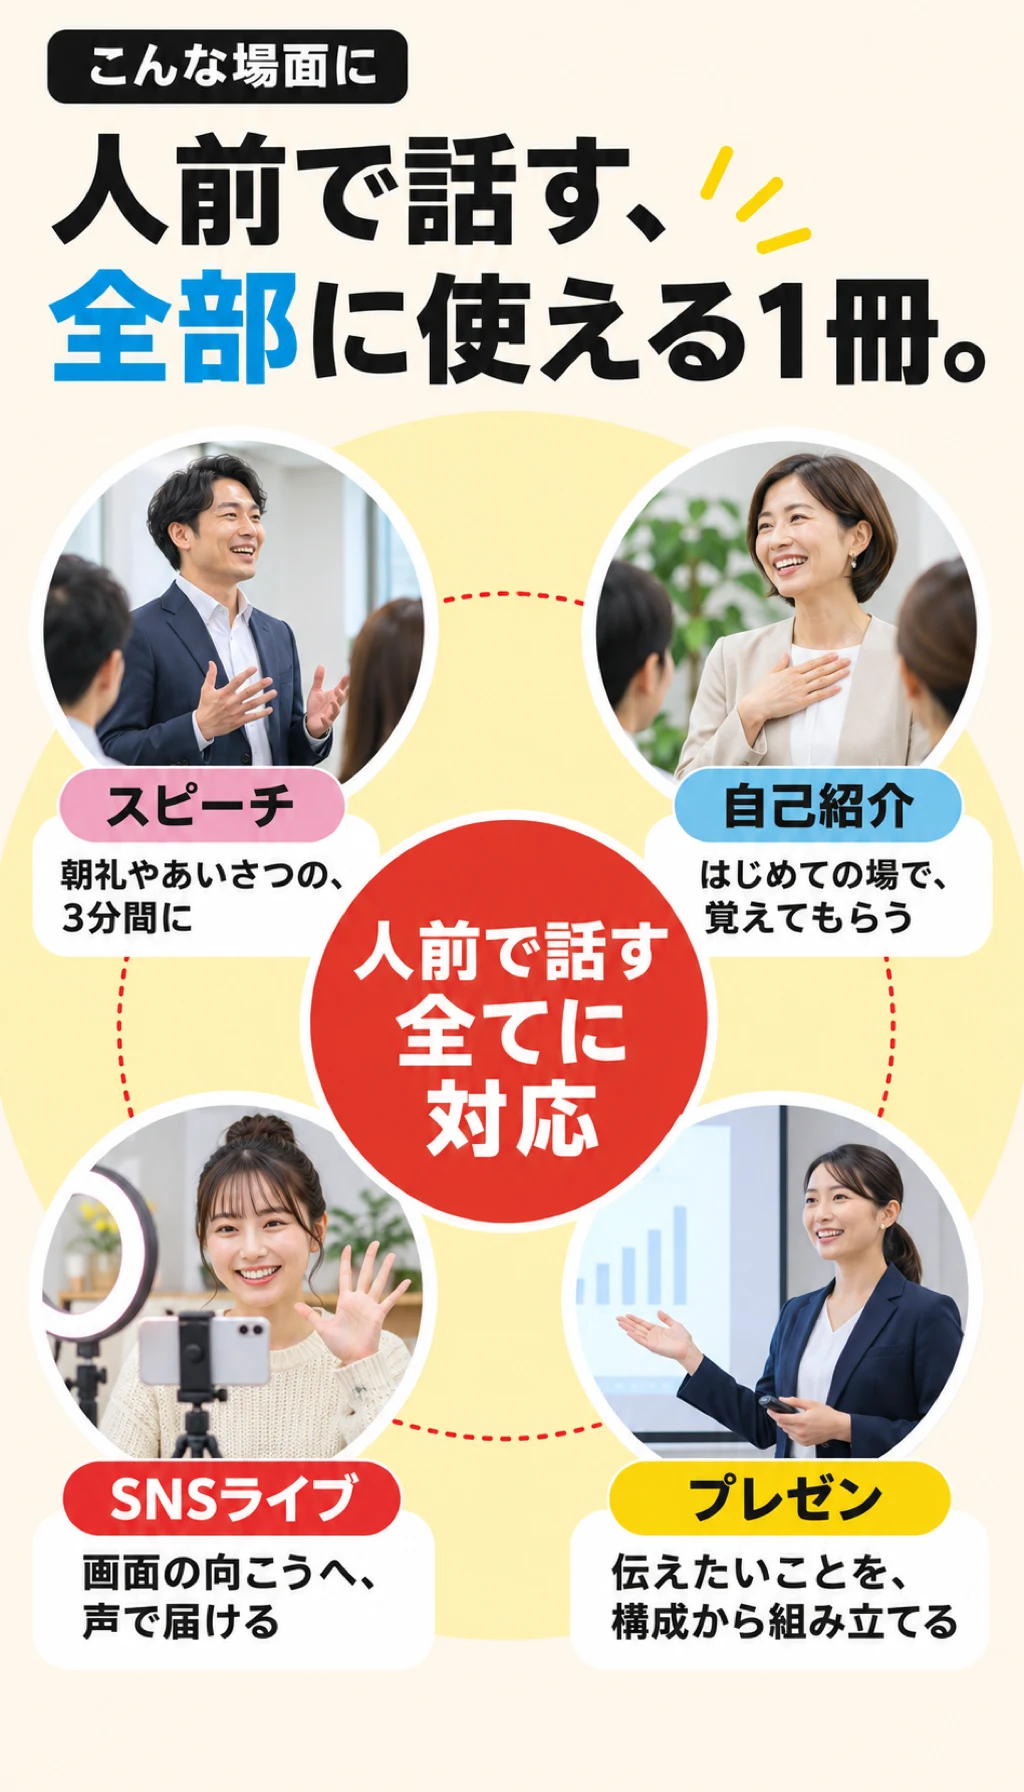 こんな場面に
人前で話す、
全部に使える1冊。
スピーチ
朝礼やあいさつの、
3分間に
自己紹介
はじめての場で、
覚えてもらう
人前で話す
全てに
対応
SNSライブ
画面の向こうへ、
声で届ける
プレゼン
伝えたいことを、
構成から組み立てる